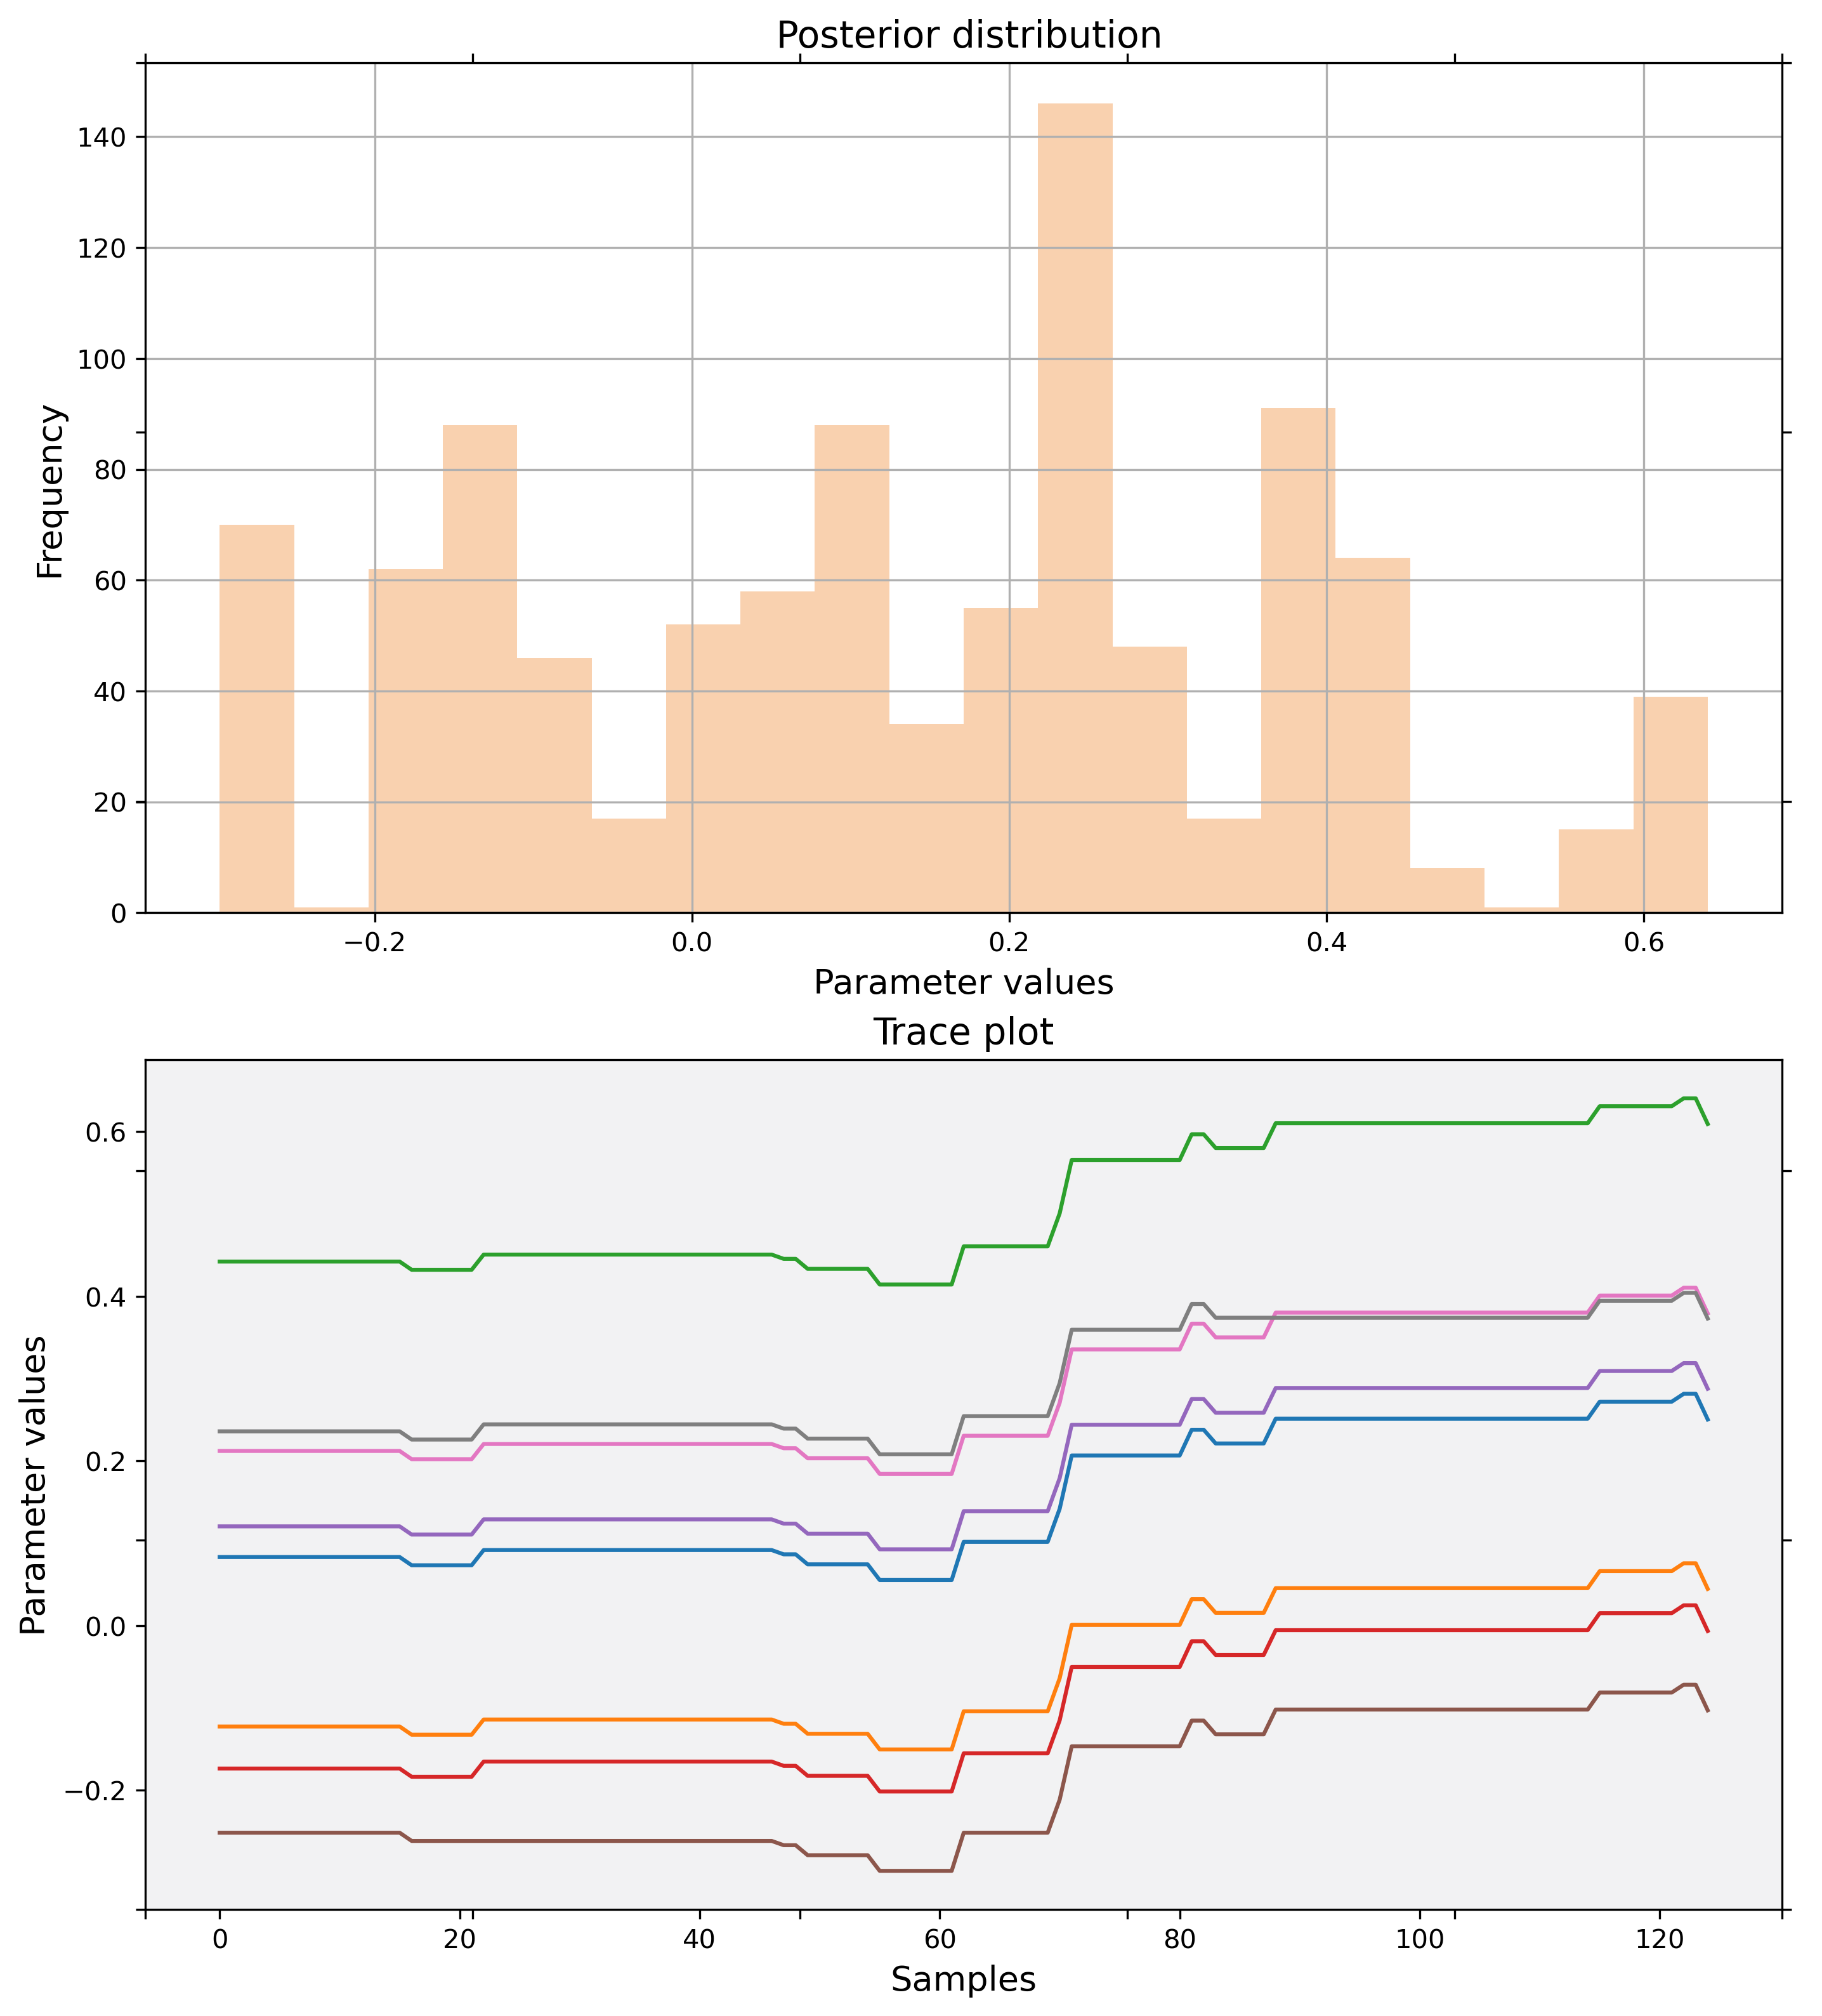 Posterior distribution
140
120
100
80
60
40
20
0
Frequency
−0.2 0.0 0.2 0.4 0.6
Parameter values
Trace plot
0.6
0.4
0.2
0.0
−0.2
Parameter values
0 20 40 60 80 100 120
Samples